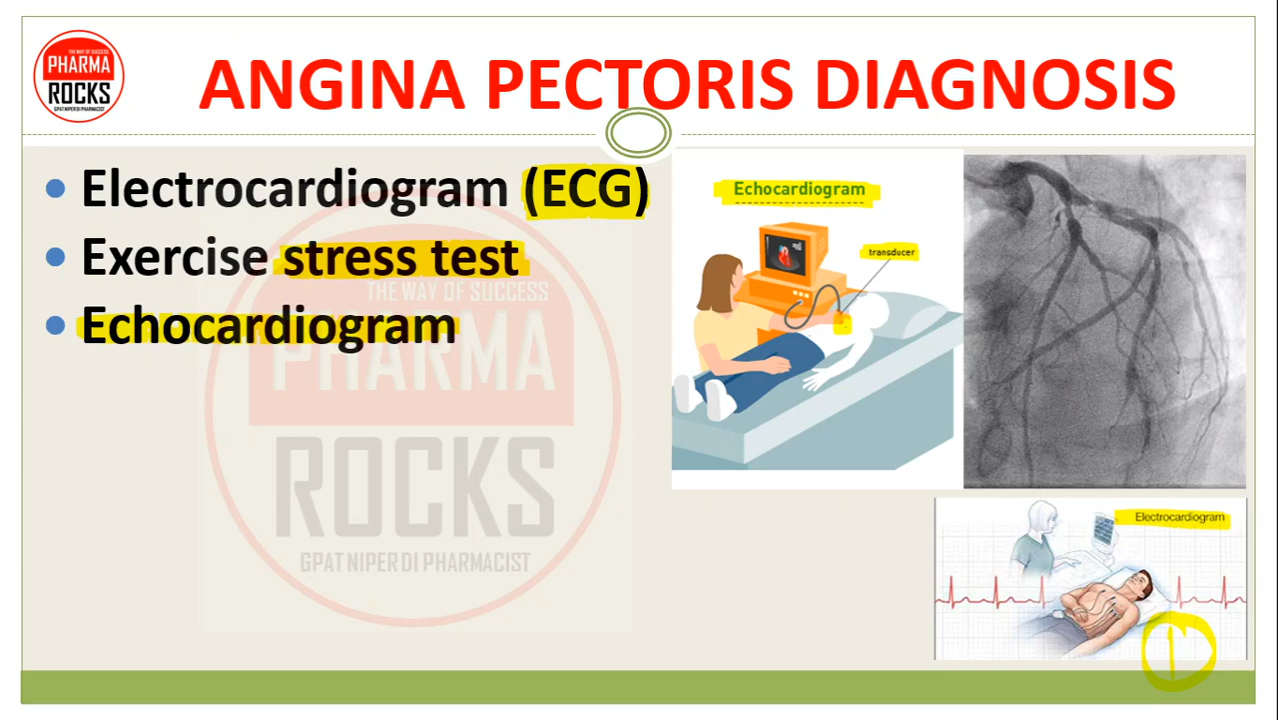 THE WAY OF SUCCESS
PHARMA
ROCKS
GPAT NIPER DI PHARMACIST
ANGINA PECTORIS DIAGNOSIS
• Electrocardiogram (ECG)
• Exercise stress test
• Echocardiogram
THE WAY OF SUCCESS
PHARMA
ROCKS
GPAT NIPER DI PHARMACIST
Echocardiogram
transducer
Electrocardiogram